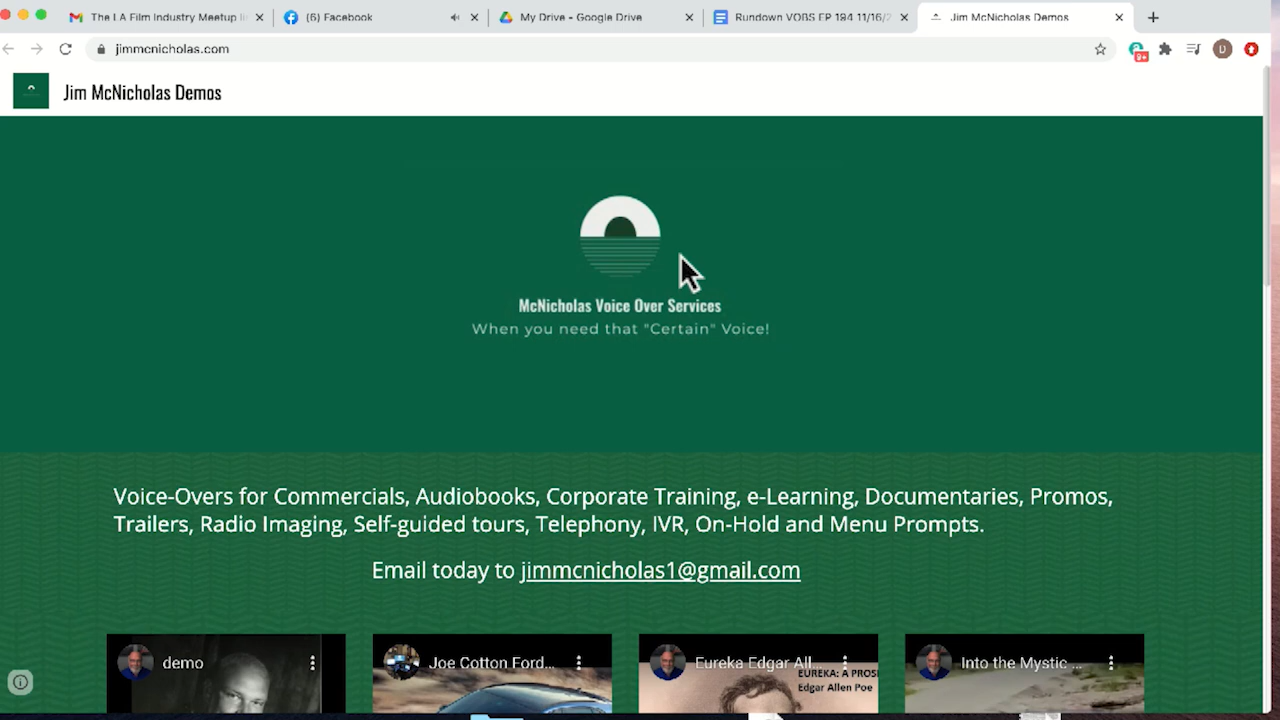 The LA Film Industry Meetup
(6) Facebook
My Drive - Google Drive
Rundown VOBS EP 194 11/16/2
Jim McNicholas Demos
jimmcnicholas.com
D
9+
Jim McNicholas Demos
McNicholas Voice Over Services
When you need that "Certain" Voice!
Voice-Overs for Commercials, Audiobooks, Corporate Training, e-Learning, Documentaries, Promos,
Trailers, Radio Imaging, Self-guided tours, Telephony, IVR, On-Hold and Menu Prompts.
Email today to jimmcnicholas1@gmail.com
demo
Joe Cotton Ford...
Eureka Edgar All...
EUREKA: A PROS
Edgar Allen Poe
Into the Mystic ...